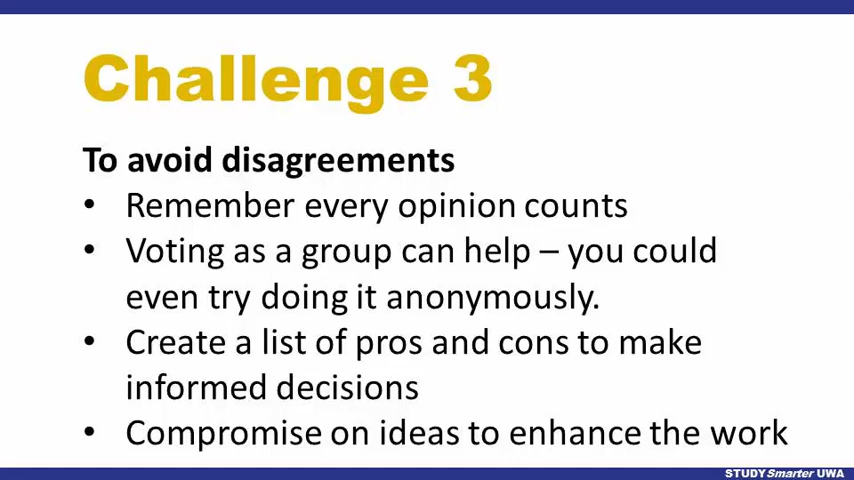 Challenge 3
To avoid disagreements
• Remember every opinion counts
• Voting as a group can help – you could
even try doing it anonymously.
• Create a list of pros and cons to make
informed decisions
• Compromise on ideas to enhance the work
STUDYSmarter UWA